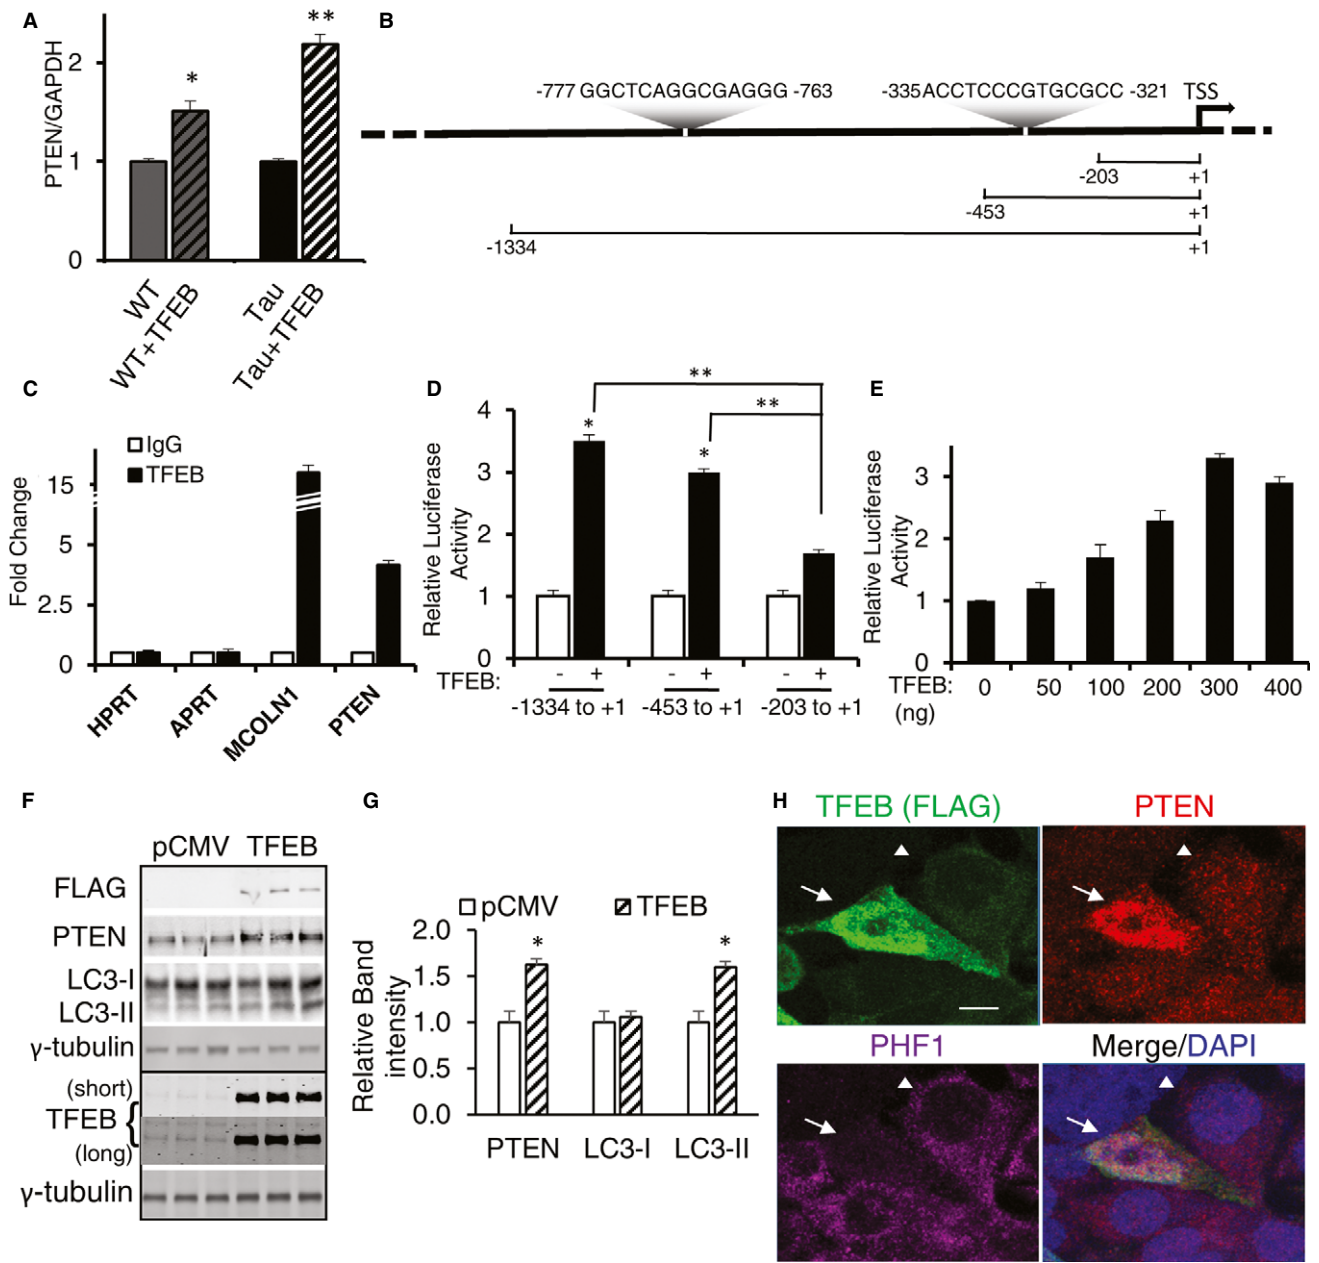 A
PTEN/GAPDH
2
1
0
*
**
WT
WT+TFEB
Tau
Tau+TFEB
B
-777 GGCTCAGGCGAGGG -763
-335ACCTCCCGTGCGCC -321
TSS
-203 +1
-453 +1
-1334 +1
C
IgG
TFEB
Fold Change
15
5
2.5
0
HPRT
APRT
MCOLN1
PTEN
D
Relative Luciferase
Activity
4
3
2
1
0
**
**
*
*
TFEB: - + - + - +
-1334 to +1 -453 to +1 -203 to +1
E
Relative Luciferase
Activity
3
2
1
0
TFEB: 0 50 100 200 300 400
(ng)
F
pCMV TFEB
FLAG
PTEN
LC3-I
LC3-II
γ-tubulin
(short)
TFEB {
(long)
γ-tubulin
G
pCMV TFEB
Relative Band
intensity
2.0
1.5
1.0
0.5
0.0
* *
PTEN LC3-I LC3-II
H
TFEB (FLAG)
PTEN
PHF1
Merge/DAPI